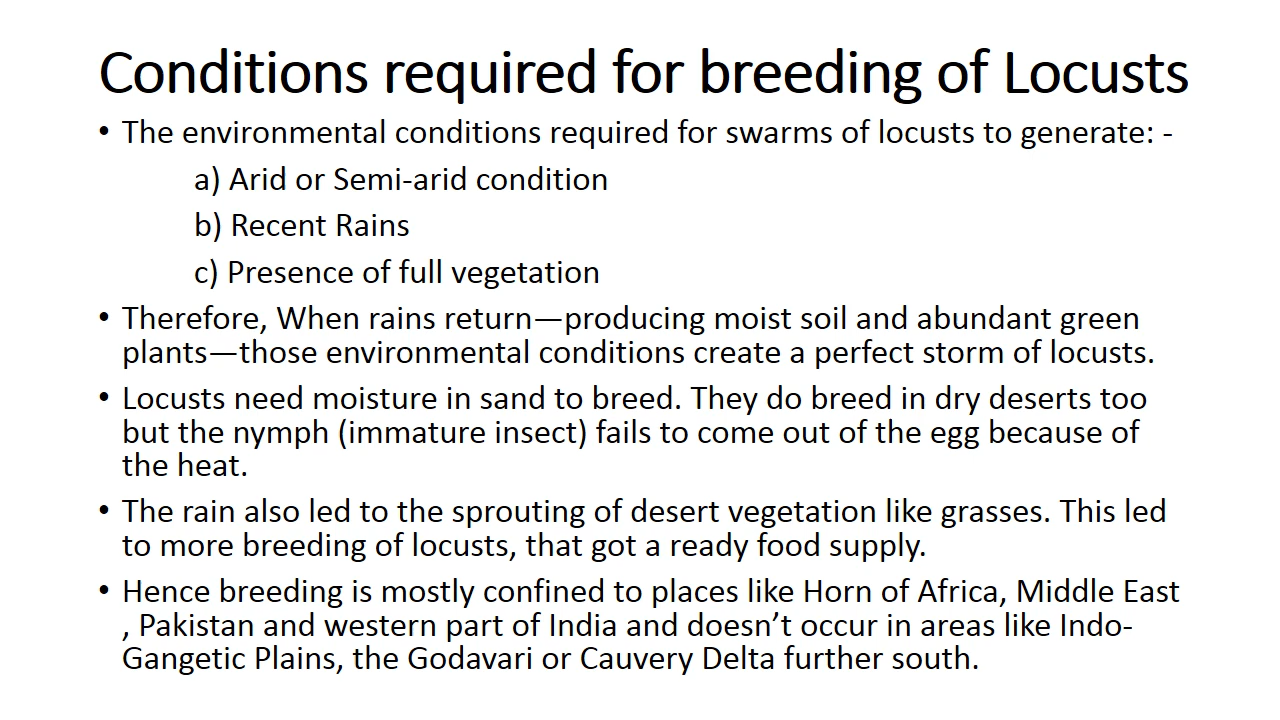 Conditions required for breeding of Locusts
• The environmental conditions required for swarms of locusts to generate: -
a) Arid or Semi-arid condition
b) Recent Rains
c) Presence of full vegetation
• Therefore, When rains return—producing moist soil and abundant green
plants—those environmental conditions create a perfect storm of locusts.
• Locusts need moisture in sand to breed. They do breed in dry deserts too
but the nymph (immature insect) fails to come out of the egg because of
the heat.
• The rain also led to the sprouting of desert vegetation like grasses. This led
to more breeding of locusts, that got a ready food supply.
• Hence breeding is mostly confined to places like Horn of Africa, Middle East
, Pakistan and western part of India and doesn’t occur in areas like Indo-
Gangetic Plains, the Godavari or Cauvery Delta further south.